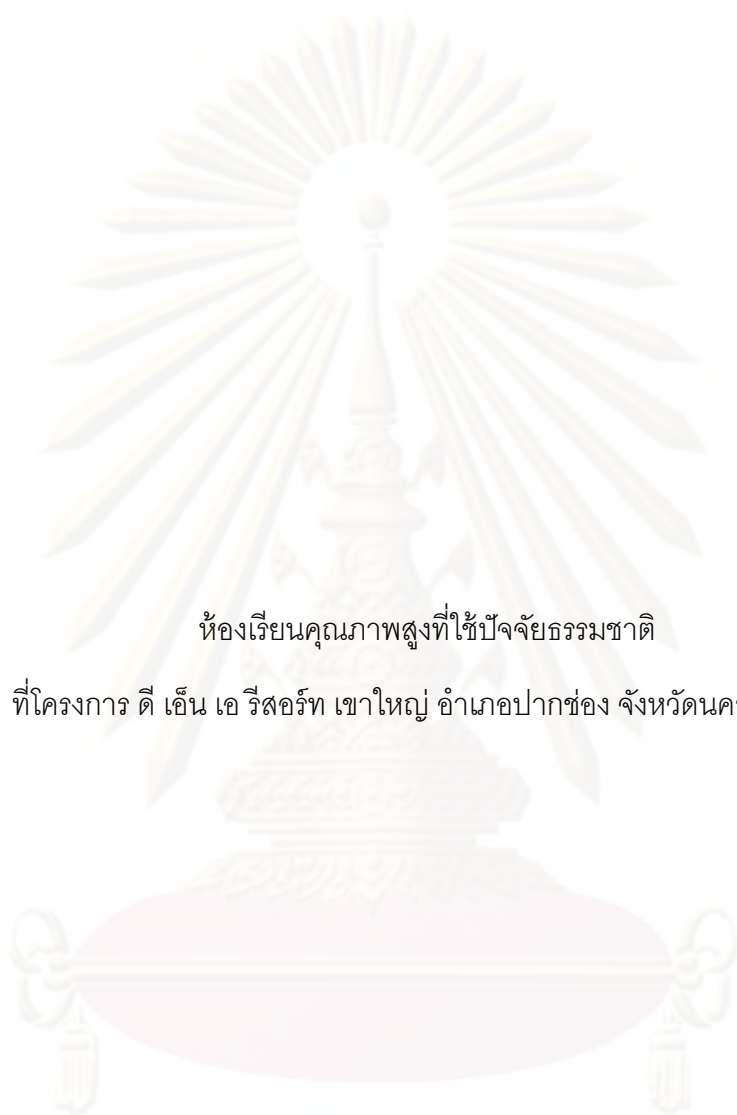 ห้องเรียนคุณภาพสูงที่ใช้ปัจจัยธรรมชาติ
ที่โครงการ ดี เอ็น เอ รีสอร์ท เขาใหญ่ อำเภอปากช่อง จังหวัด